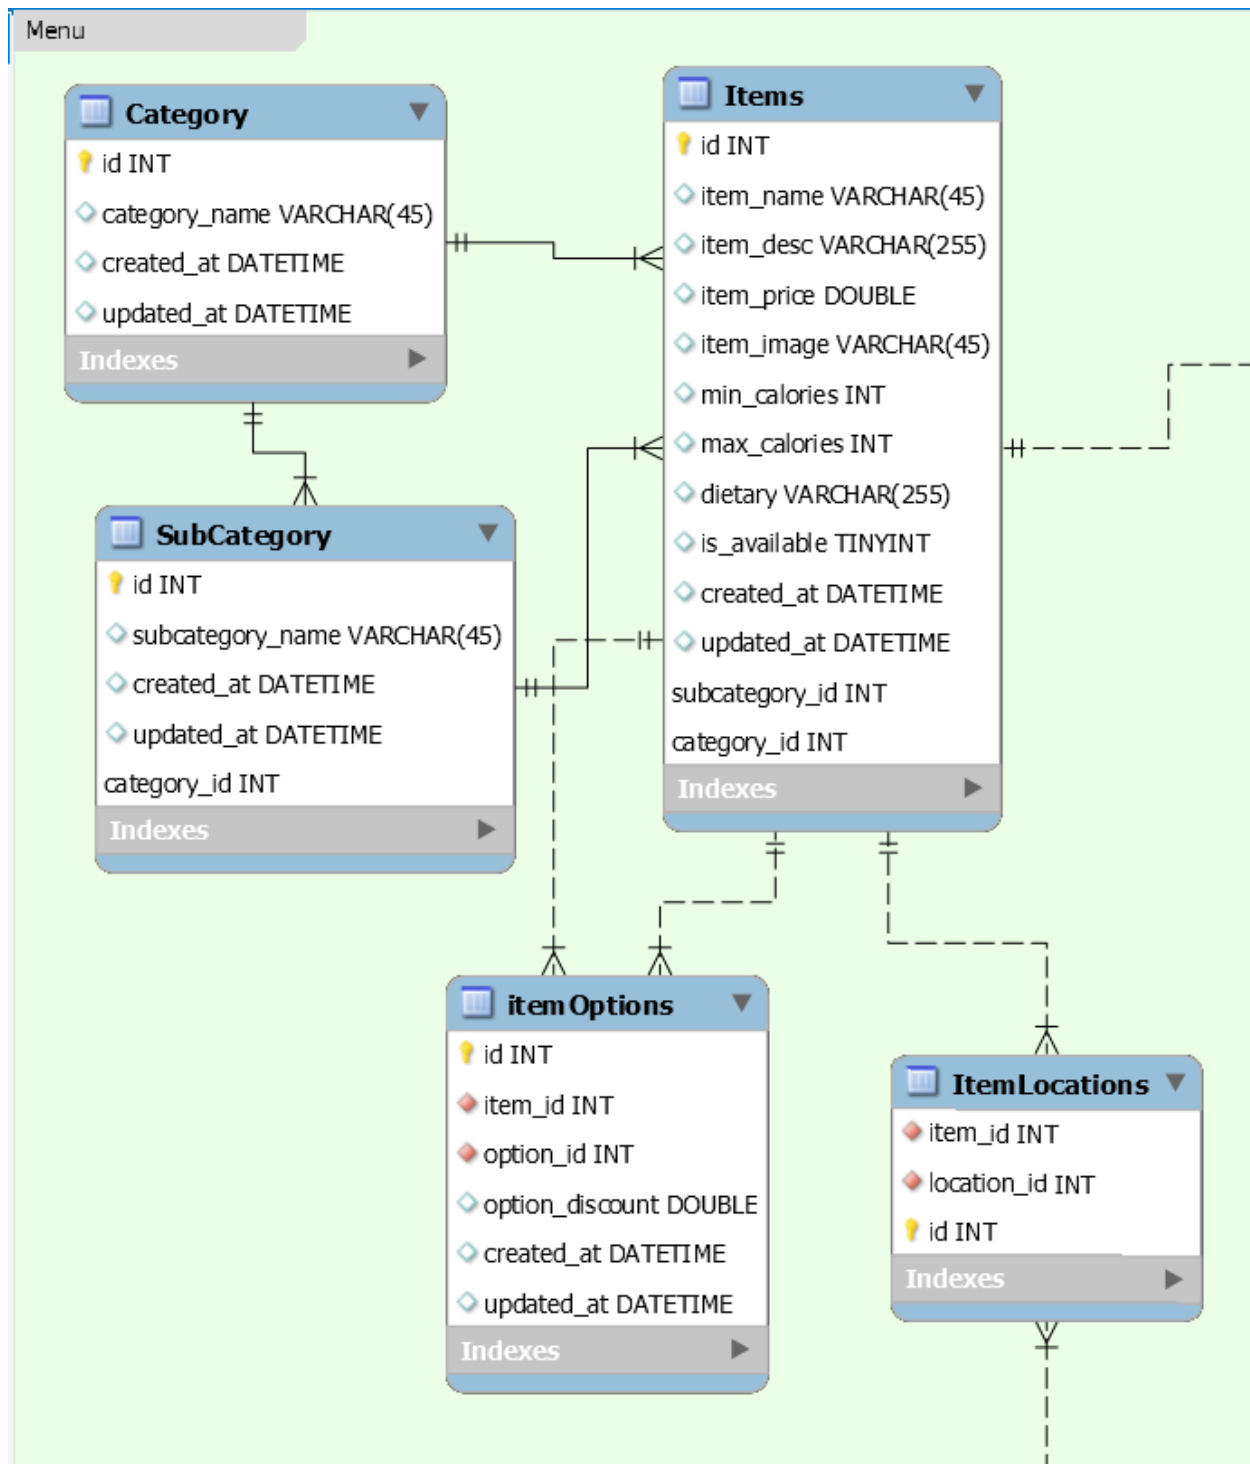 Menu
Category
id INT
category_name VARCHAR(45)
created_at DATETIME
updated_at DATETIME
Indexes
Items
id INT
item_name VARCHAR(45)
item_desc VARCHAR(255)
item_price DOUBLE
item_image VARCHAR(45)
min_calories INT
max_calories INT
dietary VARCHAR(255)
is_available TINYINT
created_at DATETIME
updated_at DATETIME
subcategory_id INT
category_id INT
Indexes
SubCategory
id INT
subcategory_name VARCHAR(45)
created_at DATETIME
updated_at DATETIME
category_id INT
Indexes
itemOptions
id INT
item_id INT
option_id INT
option_discount DOUBLE
created_at DATETIME
updated_at DATETIME
Indexes
ItemLocations
item_id INT
location_id INT
id INT
Indexes